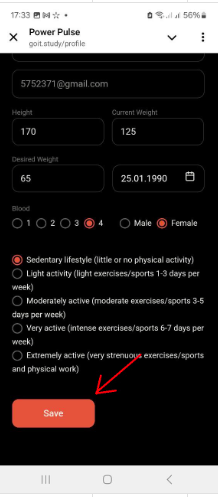 17:33
56%
Power Pulse
goit.study/profile
5752371@gmail.com
Height
Current Weight
170
125
Desired Weight
65
25.01.1990
Blood
1 2 3 4 Male Female
Sedentary lifestyle (little or no physical activity)
Light activity (light exercises/sports 1-3 days per
week)
Moderately active (moderate exercises/sports 3-5
days per week)
Very active (intense exercises/sports 6-7 days per
week)
Extremely active (very strenuous exercises/sports
and physical work)
Save